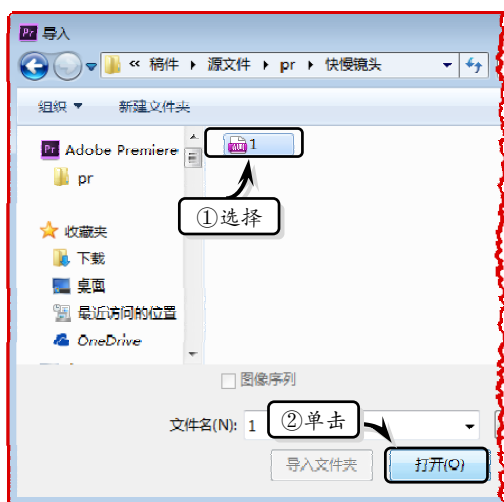 导入
« 稿件 ▸ 源文件 ▸ pr ▸ 快慢镜头
组织 新建文件夹
Adobe Premiere
pr
收藏夹
下载
桌面
最近访问的位置
OneDrive
1
①选择
图像序列
文件名(N): 1
②单击
导入文件夹 打开(O)